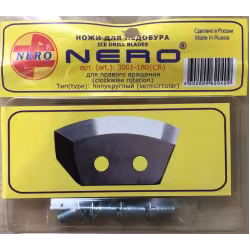 НОЖИ для ЛЕДОБУРА
ICE DRILL BLADES
NERO
NERO
Сделано в России
Made in Russia
арт. (art.): 3001-180(CR)
для правого вращения
(clockwise rotation)
Тип(type): полукруглый (semicircular)